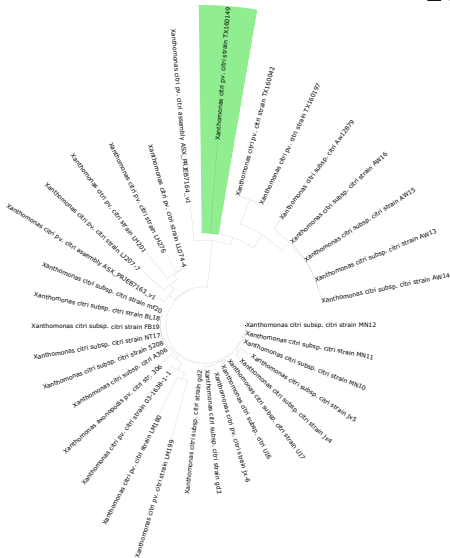 Xanthomonas citri pv. citri assembly ASX_PRJEB7164_v1
Xanthomonas citri pv. citri strain TX160149
Xanthomonas citri pv. citri strain TX160042
Xanthomonas citri pv. citri strain TX160197
Xanthomonas citri subsp. citri Aw12879
Xanthomonas citri subsp. citri strain AW16
Xanthomonas citri subsp. citri strain AW15
Xanthomonas citri subsp. citri strain AW13
Xanthomonas citri subsp. citri strain AW14
Xanthomonas citri subsp. citri strain MN12
Xanthomonas citri subsp. citri strain MN11
Xanthomonas citri subsp. citri strain MN10
Xanthomonas citri subsp. citri strain jx5
Xanthomonas citri subsp. citri strain jx4
Xanthomonas citri subsp. citri strain UI7
Xanthomonas citri subsp. citri UI6
Xanthomonas citri pv. citri strain jx-6
Xanthomonas citri subsp. citri strain gd3
Xanthomonas citri subsp. citri strain gd2
Xanthomonas citri pv. citri strain LM199
Xanthomonas citri pv. citri strain LM180
Xanthomonas citri pv. citri strain 03-1638-1-1
Xanthomonas axonopodis pv. citri str. 306
Xanthomonas citri subsp. citri A306
Xanthomonas citri subsp. citri strain 5208
Xanthomonas citri subsp. citri strain NT17
Xanthomonas citri subsp. citri strain FB19
Xanthomonas citri subsp. citri strain BL18
Xanthomonas citri subsp. citri strain mf20
Xanthomonas citri pv. citri assembly ASX_PRJEB7163_v1
Xanthomonas citri pv. citri strain LJ207-7
Xanthomonas citri pv. citri strain LH201
Xanthomonas citri pv. citri strain LH276
Xanthomonas citri pv. citri strain LL074-4